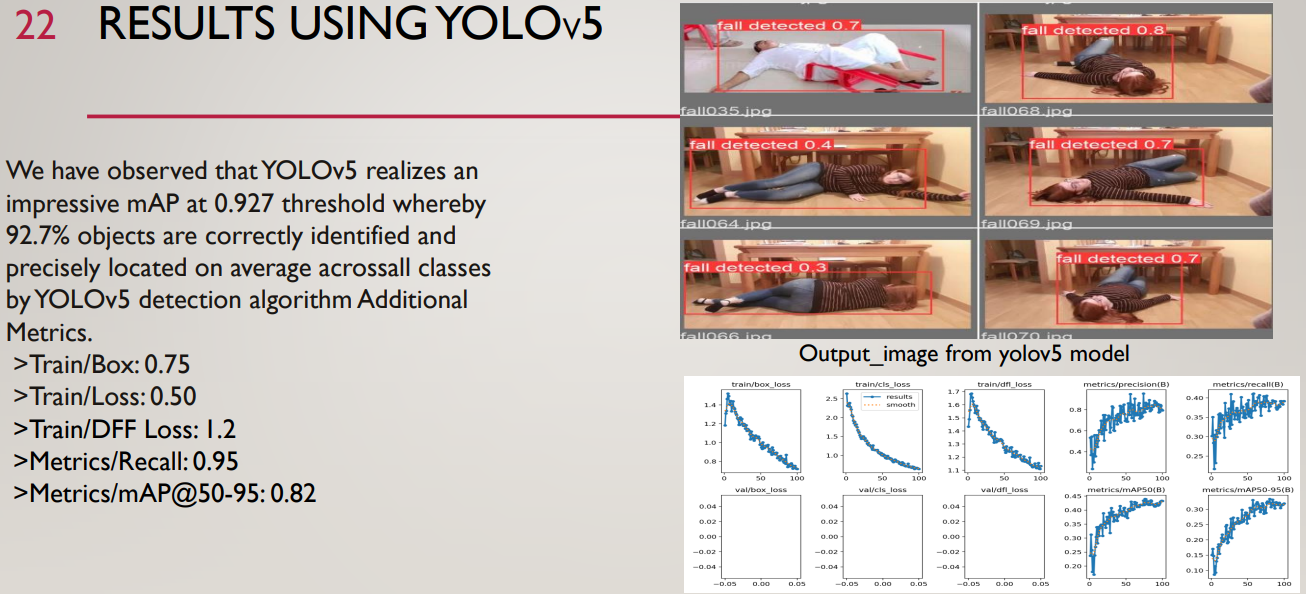 22 RESULTS USING YOLOv5
We have observed that YOLOv5 realizes an
impressive mAP at 0.927 threshold whereby
92.7% objects are correctly identified and
precisely located on average acrossall classes
by YOLOv5 detection algorithm Additional
Metrics.
>Train/Box: 0.75
>Train/Loss: 0.50
>Train/DFF Loss: 1.2
>Metrics/Recall: 0.95
>Metrics/mAP@50-95: 0.82
fall detected 0.7
fall detected 0.8
fall035.jpg
fall068.jpg
fall detected 0.4
fall detected 0.7
fall064.jpg
fall069.jpg
fall detected 0.3
fall detected 0.7
fall066.jpg
fall070.jpg
Output_image from yolov5 model
train/box_loss
1.4
1.2
1.0
0.8
0 50 100
train/cls_loss
results
smooth
2.5
2.0
1.5
1.0
0 50 100
train/dfl_loss
1.7
1.6
1.5
1.4
1.3
1.2
1.1
0 50 100
metrics/precision(B)
0.8
0.6
0.4
0 50 100
metrics/recall(B)
0.40
0.35
0.30
0.25
0 50 100
val/box_loss
0.04
0.02
0.00
−0.02
−0.04
−0.05 0.00 0.05
val/cls_loss
0.04
0.02
0.00
−0.02
−0.04
−0.05 0.00 0.05
val/dfl_loss
0.04
0.02
0.00
−0.02
−0.04
−0.05 0.00 0.05
metrics/mAP50(B)
0.45
0.40
0.35
0.30
0.25
0.20
0 50 100
metrics/mAP50-95(B)
0.30
0.25
0.20
0.15
0.10
0 50 100